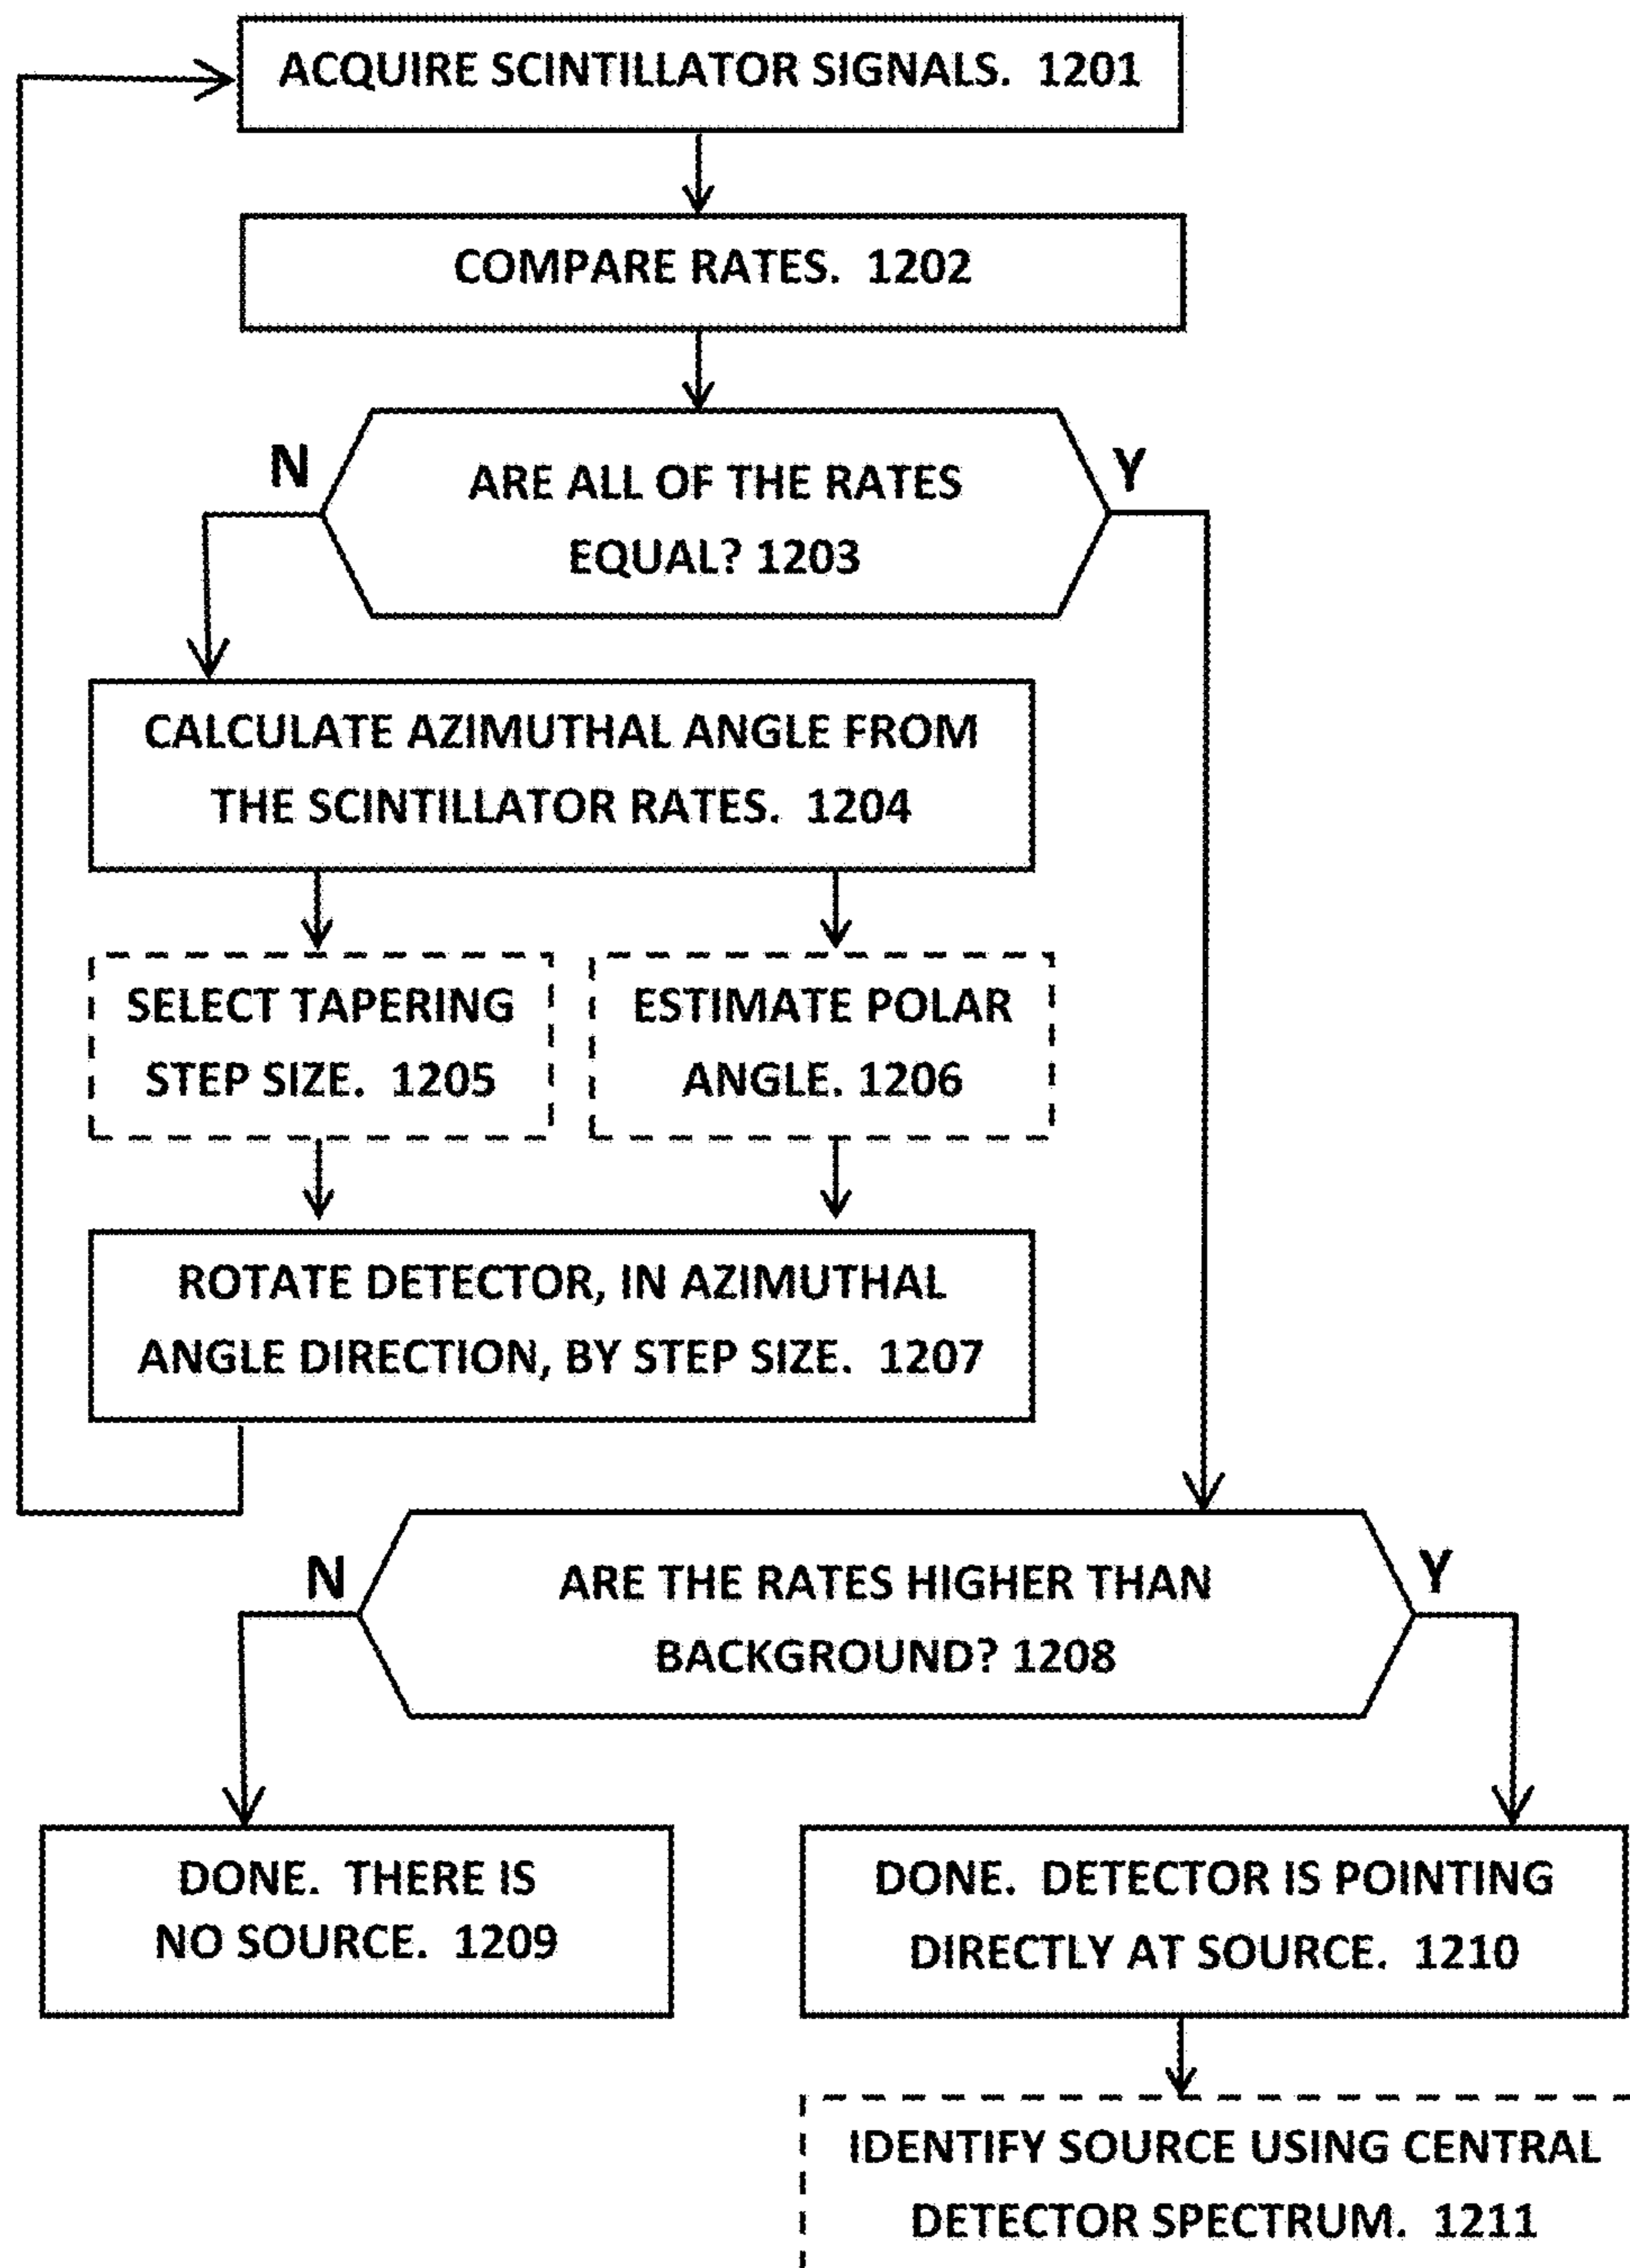 ACQUIRE SCINTILLATOR SIGNALS. 1201
COMPARE RATES. 1202
N
Y
ARE ALL OF THE RATES
EQUAL? 1203
CALCULATE AZIMUTHAL ANGLE FROM
THE SCINTILLATOR RATES. 1204
SELECT TAPERING
STEP SIZE. 1205
ESTIMATE POLAR
ANGLE. 1206
ROTATE DETECTOR, IN AZIMUTHAL
ANGLE DIRECTION, BY STEP SIZE. 1207
N
Y
ARE THE RATES HIGHER THAN
BACKGROUND? 1208
DONE. THERE IS
NO SOURCE. 1209
DONE. DETECTOR IS POINTING
DIRECTLY AT SOURCE. 1210
IDENTIFY SOURCE USING CENTRAL
DETECTOR SPECTRUM. 1211